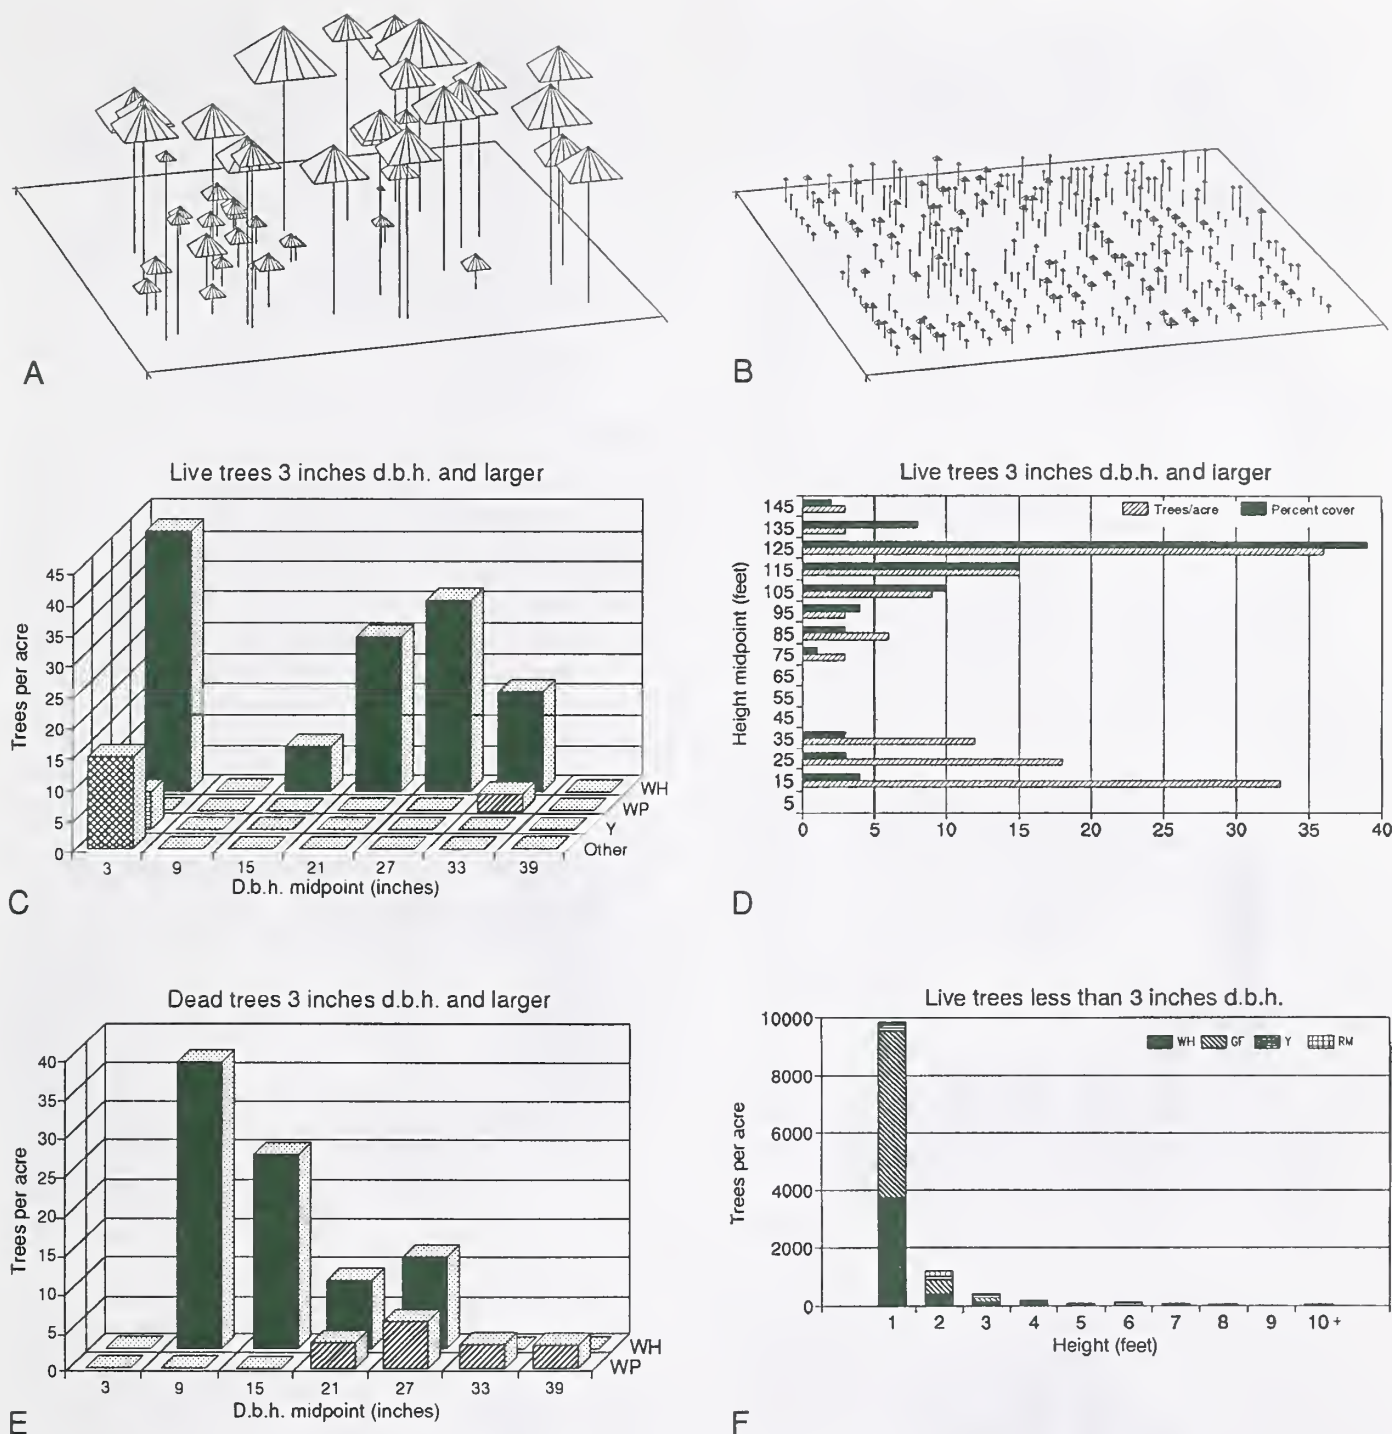 A
B
Live trees 3 inches d.b.h. and larger
Trees per acre
45
40
35
30
25
20
15
10
5
0
WH
WP
Y
Other
3 9 15 21 27 33 39
D.b.h. midpoint (inches)
C
Live trees 3 inches d.b.h. and larger
Trees/acre Percent cover
Height midpoint (feet)
145
135
125
115
105
95
85
75
65
55
45
35
25
15
5
0 5 10 15 20 25 30 35 40
D
Dead trees 3 inches d.b.h. and larger
Trees per acre
40
35
30
25
20
15
10
5
0
WH
WP
3 9 15 21 27 33 39
D.b.h. midpoint (inches)
E
Live trees less than 3 inches d.b.h.
WH GF Y RM
Trees per acre
10000
8000
6000
4000
2000
0
1 2 3 4 5 6 7 8 9 10+
Height (feet)
F